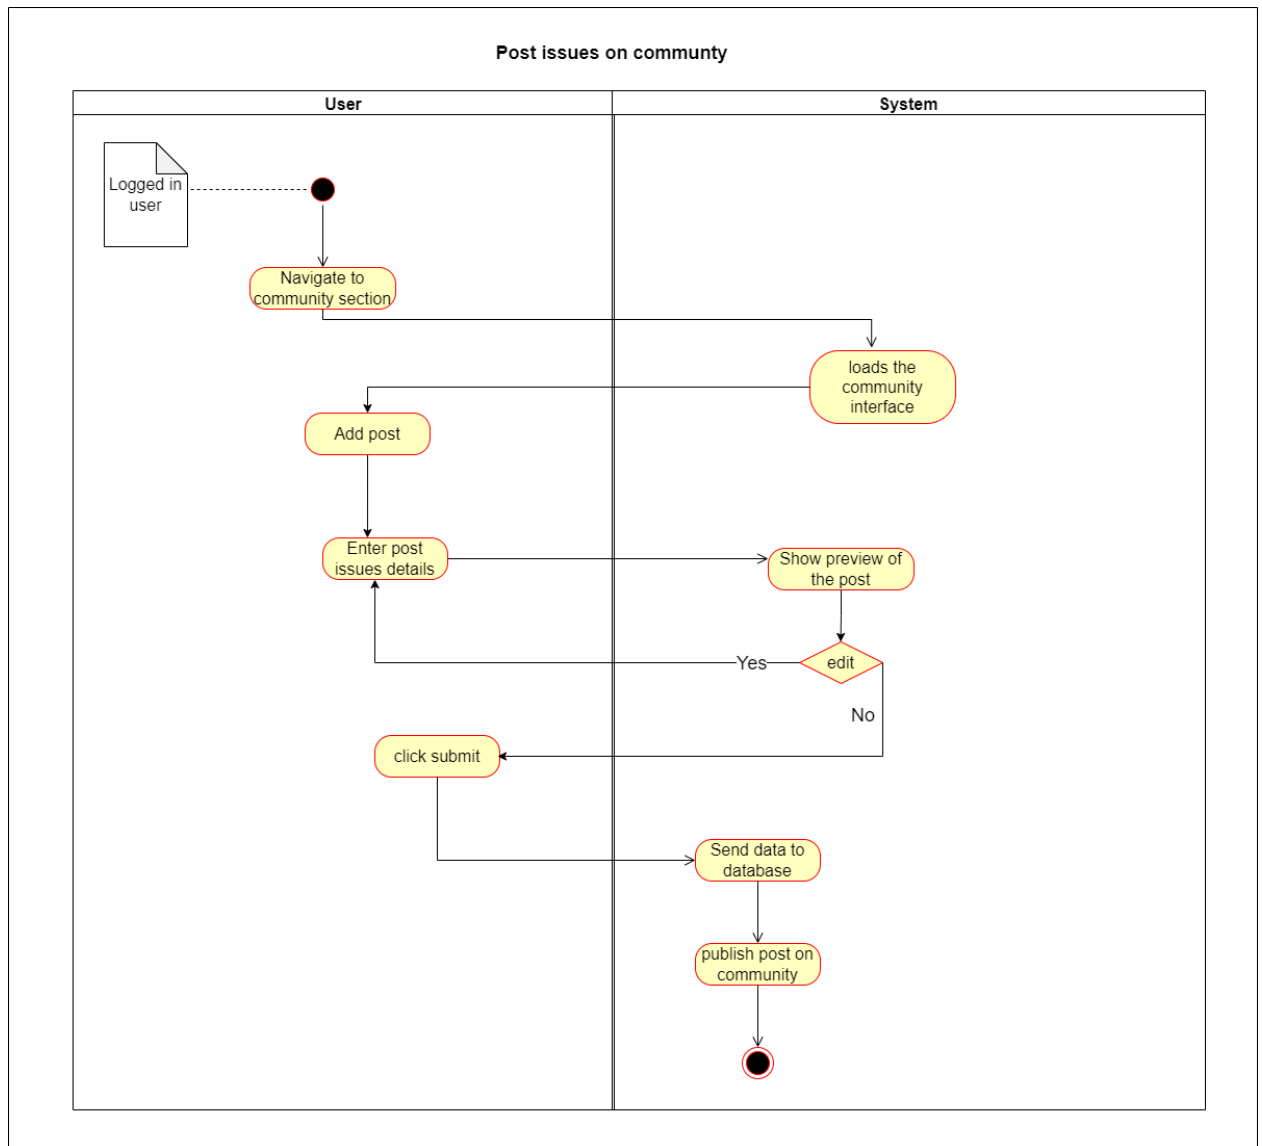 Post issues on communty
User
System
Logged in
user
Navigate to
community section
loads the
community
interface
Add post
Enter post
issues details
Show preview of
the post
Yes
edit
No
click submit
Send data to
database
publish post on
community